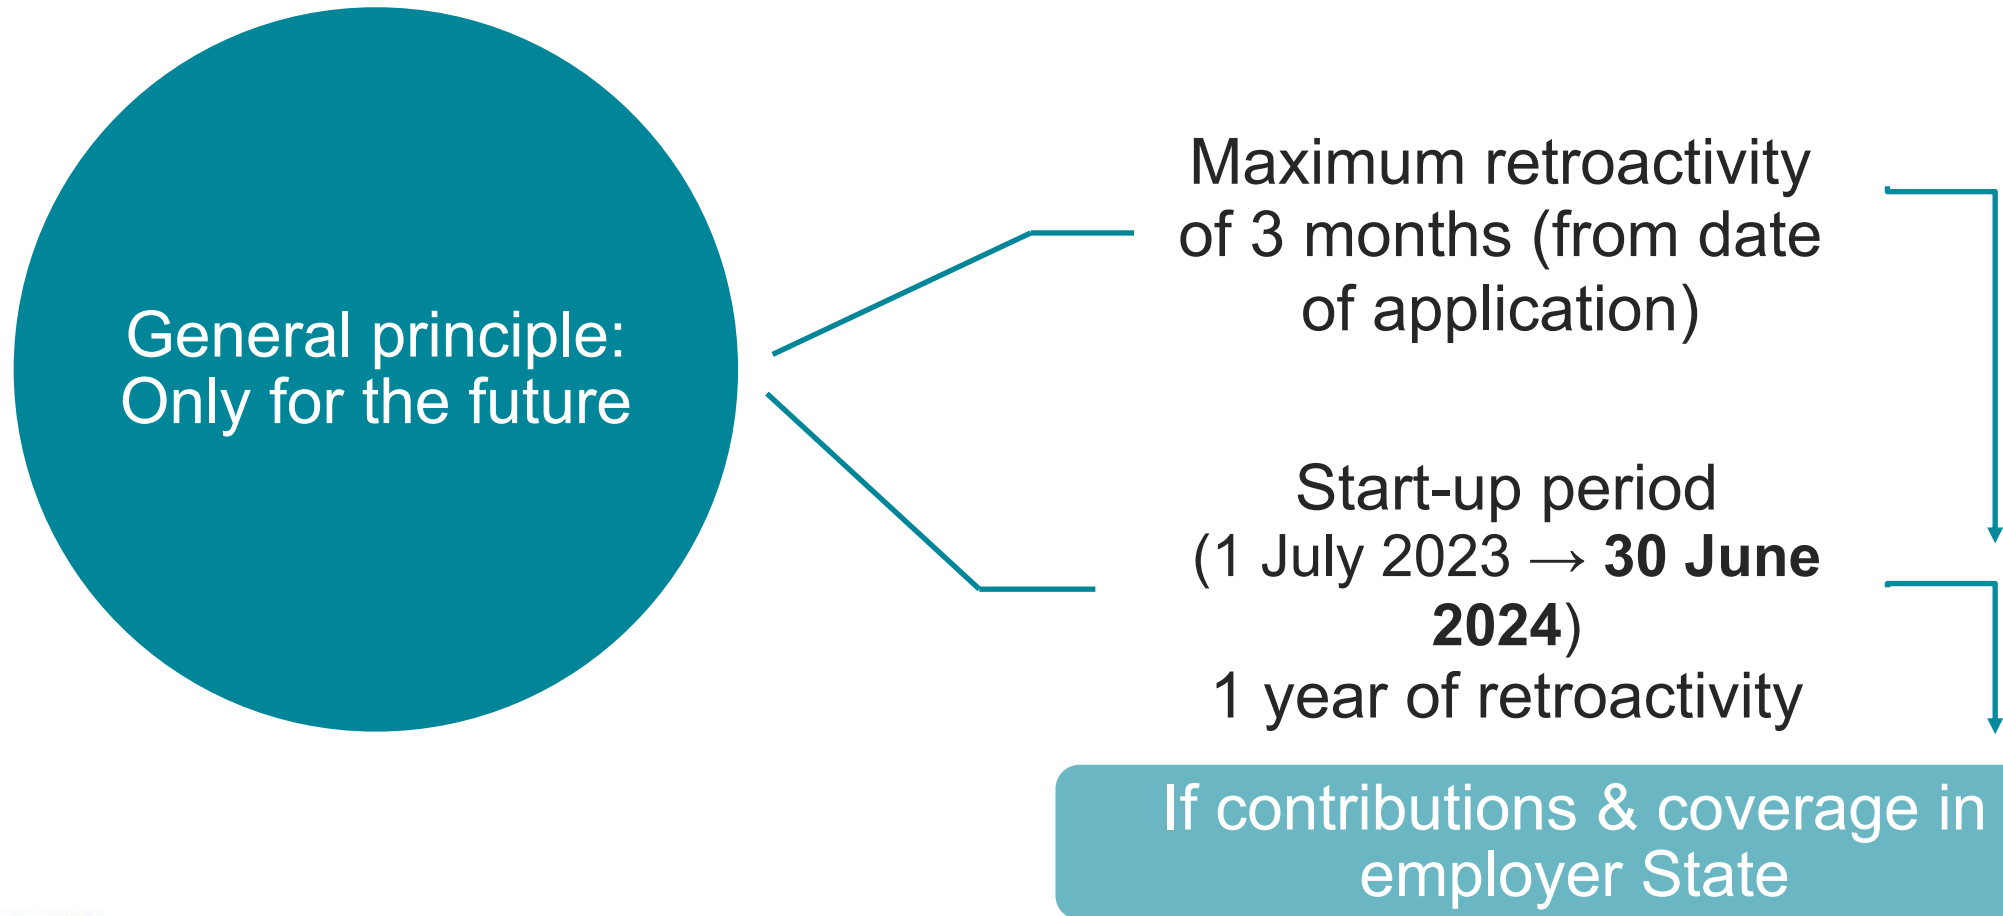 General principle:
Only for the future
Maximum retroactivity
of 3 months (from date
of application)
Start-up period
(1 July 2023 → 30 June
2024)
1 year of retroactivity
If contributions & coverage in
employer State